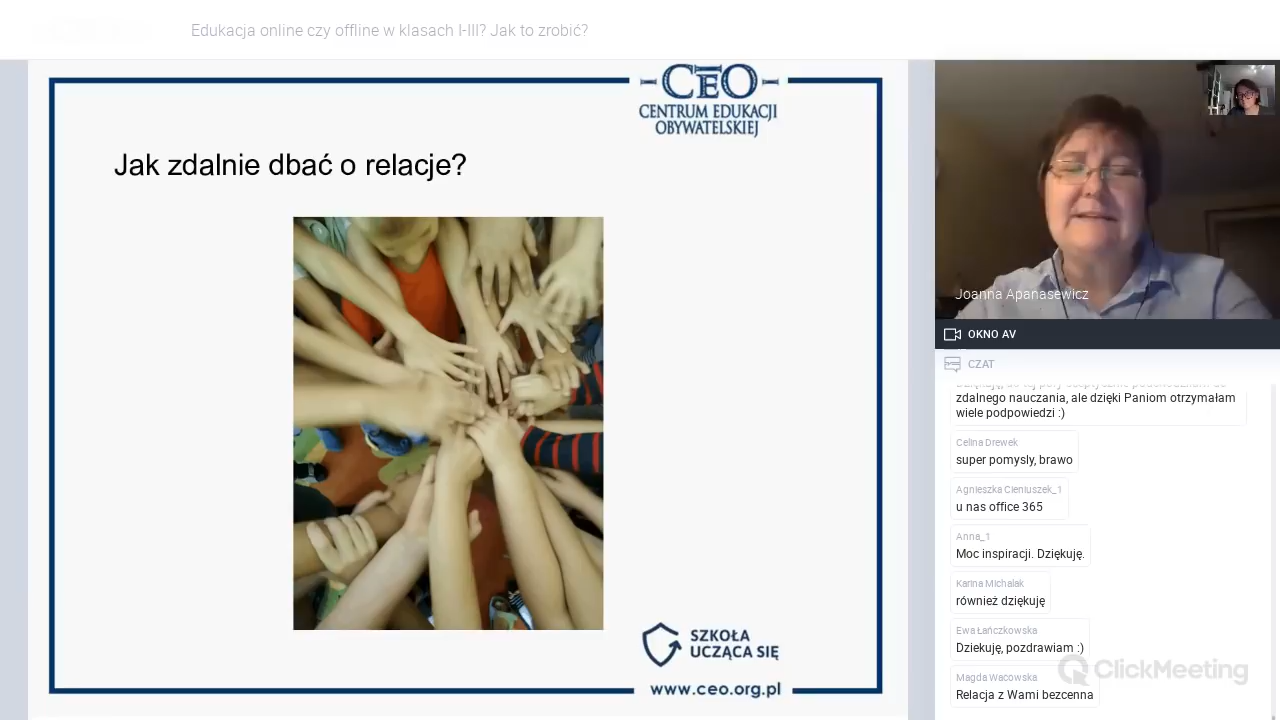 Edukacja online czy offline w klasach I-III? Jak to zrobić?
CEO
CENTRUM EDUKACJI
OBYWATELSKIEJ
Jak zdalnie dbać o relacje?
SZKOŁA
UCZĄCA SIĘ
www.ceo.org.pl
Joanna Apanasewicz
OKNO AV
CZAT
zdalnego nauczania, ale dzięki Paniom otrzymałam
wiele podpowiedzi :)
Celina Drewek
super pomysly, brawo
Agnieszka Cieniuszek_1
u nas office 365
Anna_1
Moc inspiracji. Dziękuję.
Karina Michalak
również dziękuję
Ewa Łańczkowska
Dziekuję, pozdrawiam :)
Magda Wacowska
Relacja z Wami bezcenna
ClickMeeting